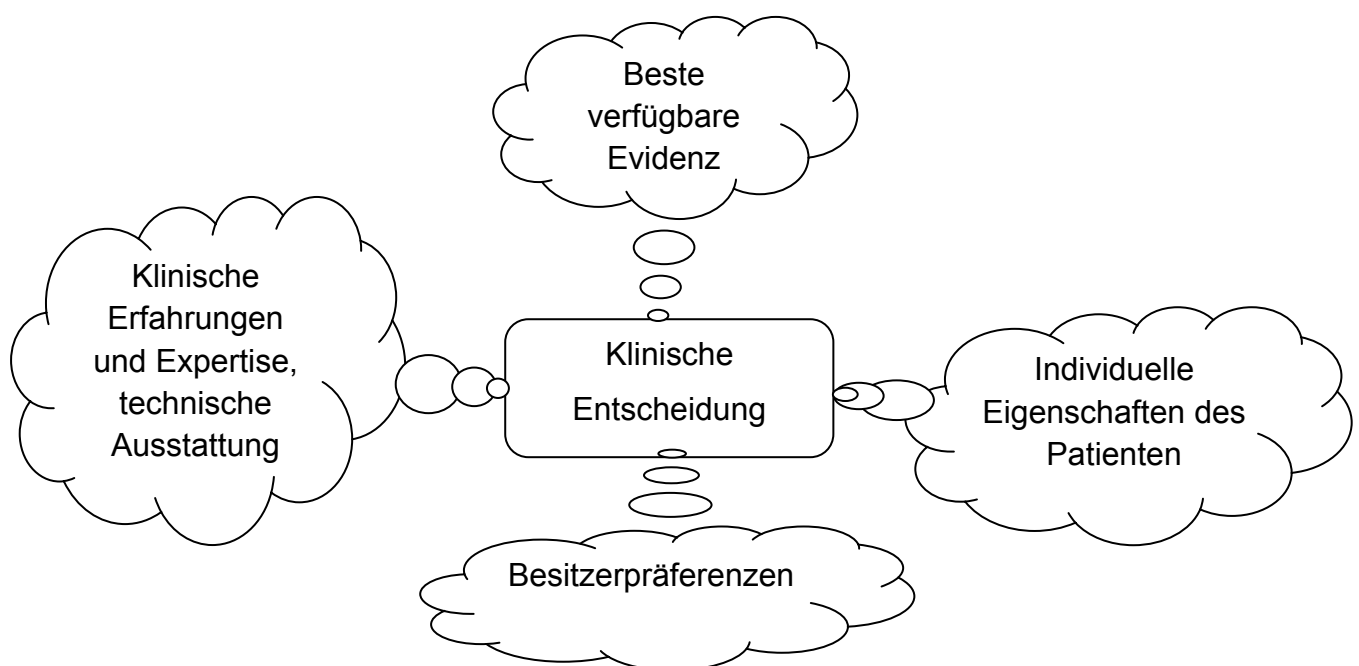 Beste
verfügbare
Evidenz
Klinische
Erfahrungen
und Expertise,
technische
Ausstattung
Klinische
Entscheidung
Individuelle
Eigenschaften des
Patienten
Besitzerpräferenzen